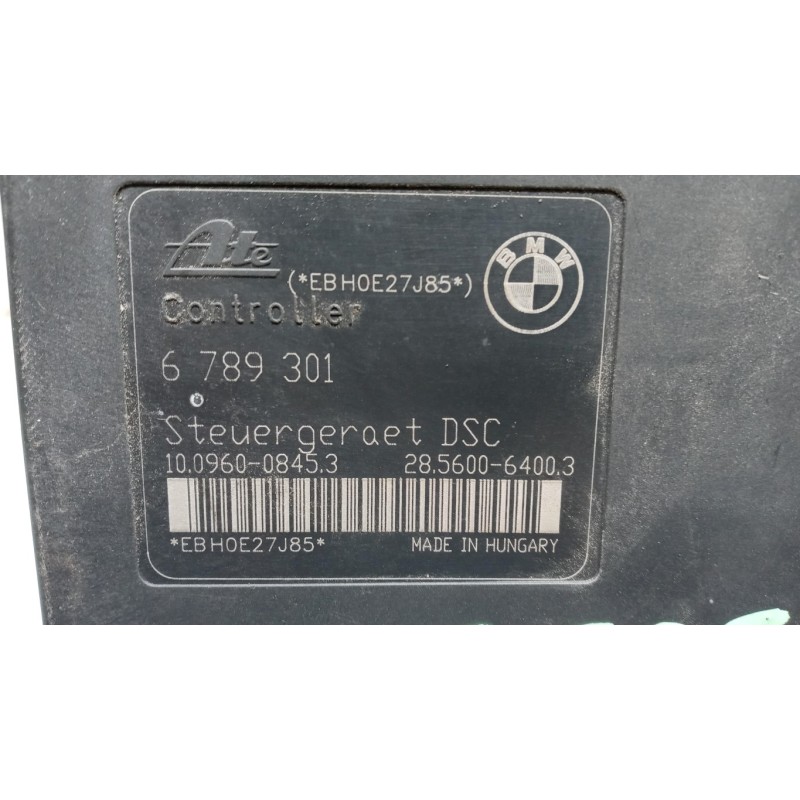 Ate
(*EBH0E27J85*)
BMW
Controller
6 789 301
Steuergeraet DSC
10.0960-0845.3 28.5600-6400.3
*EBH0E27J85* MADE IN HUNGARY